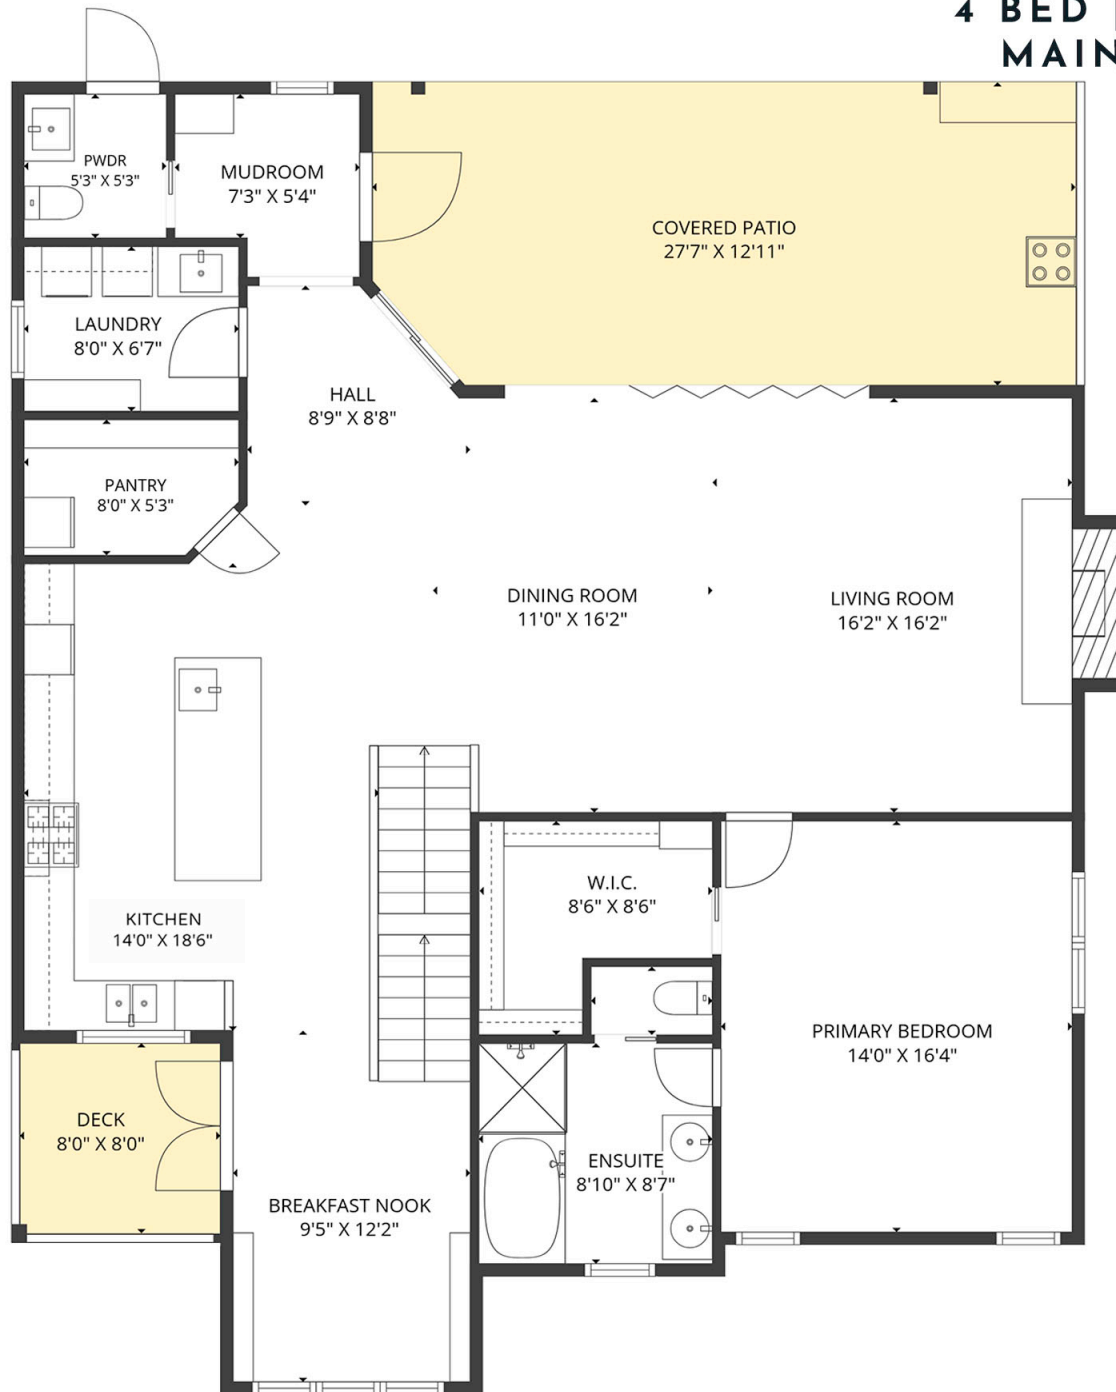 4 BED
MAIN
PWDR
5'3" X 5'3"
MUDROOM
7'3" X 5'4"
COVERED PATIO
27'7" X 12'11"
LAUNDRY
8'0" X 6'7"
HALL
8'9" X 8'8"
PANTRY
8'0" X 5'3"
DINING ROOM
11'0" X 16'2"
LIVING ROOM
16'2" X 16'2"
W.I.C.
8'6" X 8'6"
KITCHEN
14'0" X 18'6"
PRIMARY BEDROOM
14'0" X 16'4"
DECK
8'0" X 8'0"
ENSUITE
8'10" X 8'7"
BREAKFAST NOOK
9'5" X 12'2"